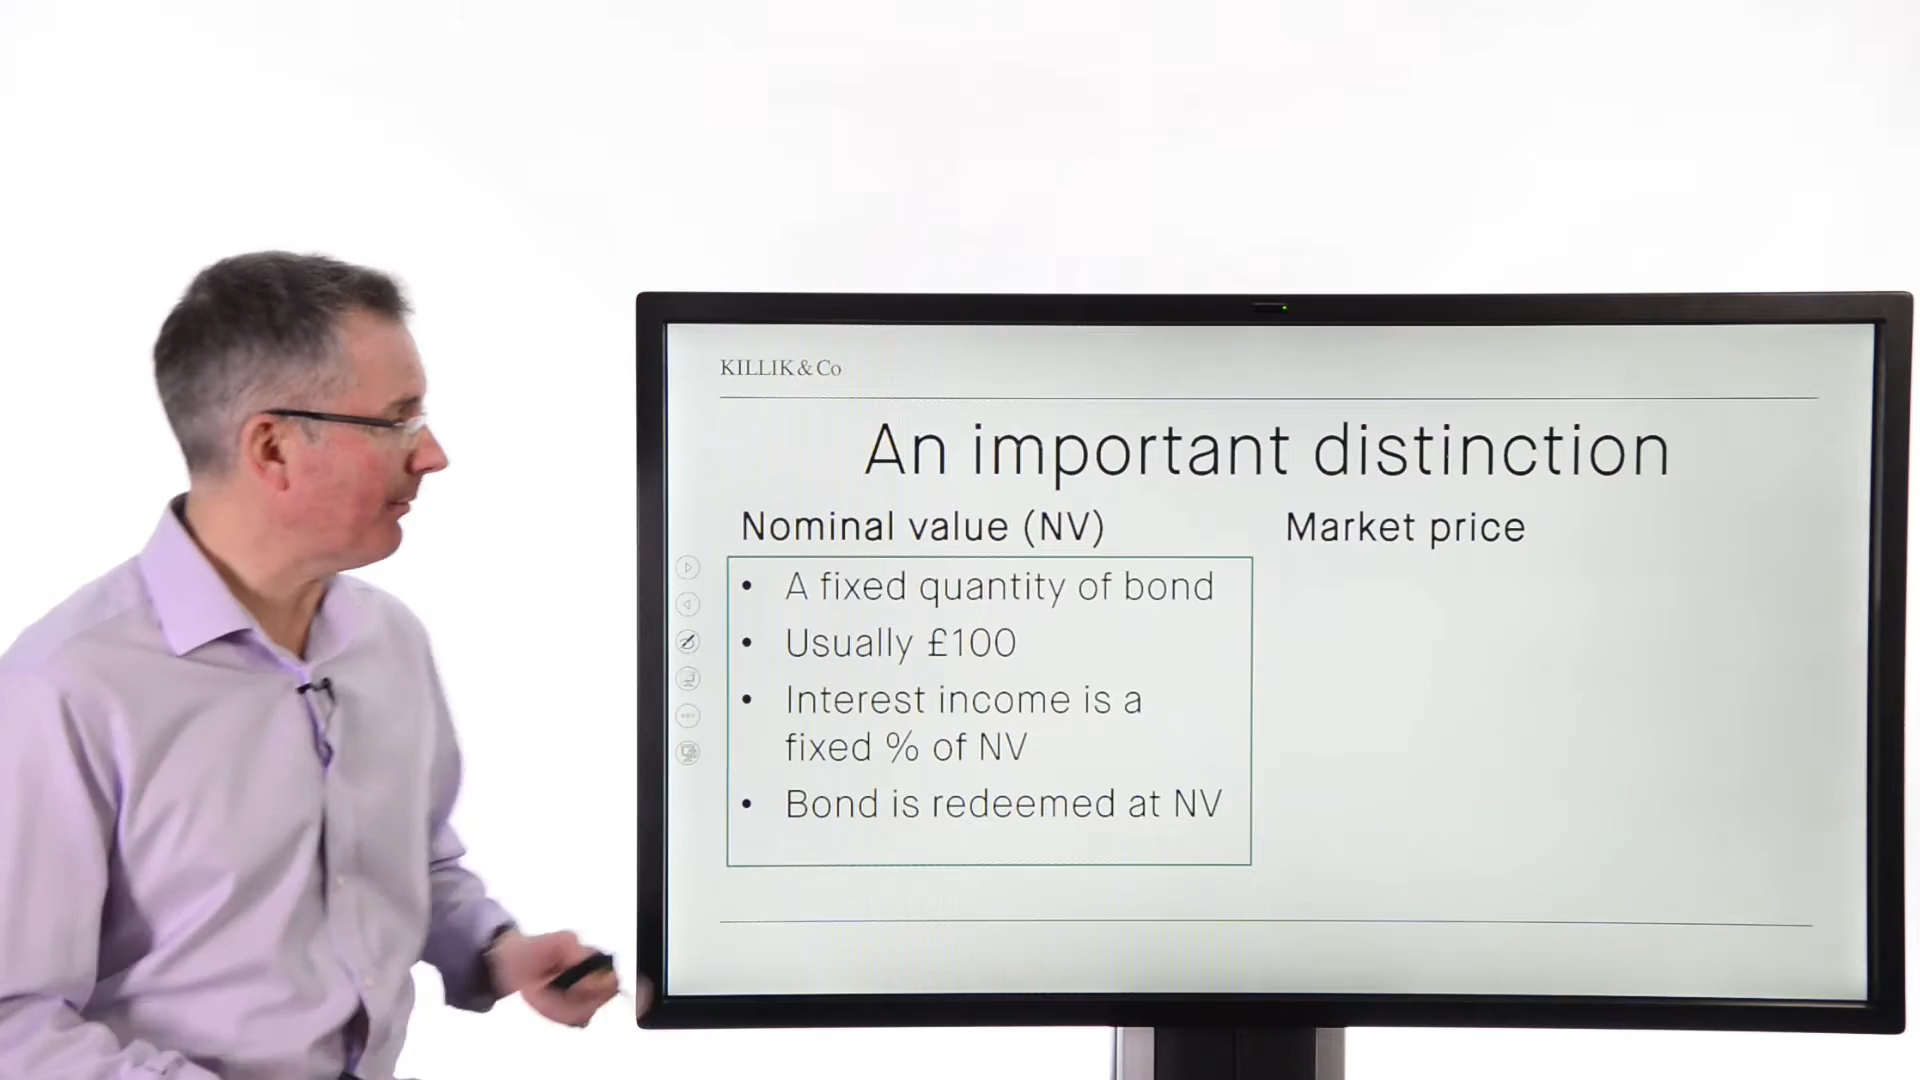 KILLIK & Co
An important distinction
Nominal value (NV)
• A fixed quantity of bond
• Usually £100
• Interest income is a
fixed % of NV
• Bond is redeemed at NV
Market price